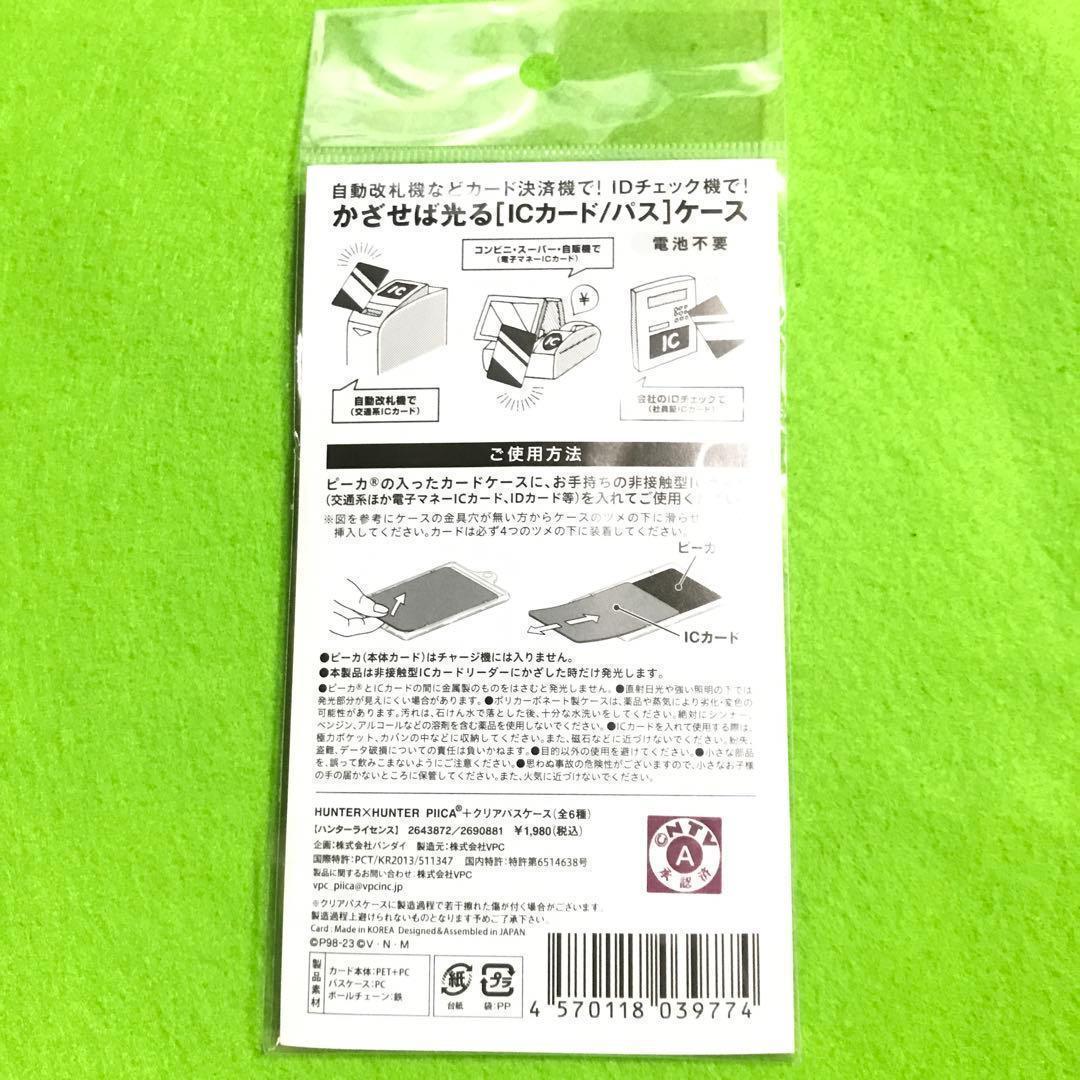 自動改札機などカード決済機で! IDチェック機で!
かざせば光る[ICカード/パス]ケース
電池不要
コンビニ・スーパー・自販機で
(電子マネーICカード)
IC
¥
IC
IC
自動改札機で
(交通系ICカード)
会社のIDチェックで
(社員証ICカード)
ご使用方法
ピーカ®の入ったカードケースに、お手持ちの非接触型
(交通系ほか電子マネーICカード、IDカード等)を入れてご使用く
※図を参考にケースの金具穴が無い方からケースのツメの下に滑らせ
挿入してください。カードは必ず4つのツメの下に装着してください。
ピーカ
ICカード
●ピーカ(本体カード)はチャージ機には入りません。
●本製品は非接触型ICカードリーダーにかざした時だけ発光します。
●ピーカ®とICカードの間に金属製のものをはさむと発光しません。●直射日光や強い照明の下では
発光部分が見えにくい場合があります。●ポリカーボネート製ケースは、薬品や蒸気により劣化・変色の
可能性があります。汚れは、石けん水で落とした後、十分な水洗いをしてください。絶対にシンナー、
ベンジン、アルコールなどの溶剤を含む薬品を使用しないでください。●ICカードを入れて使用する際は、
極力ポケット、カバンの中などに収納してください。また、磁石などに近づけないでください。紛失、
盗難、データ破損についての責任は負いかねます。●目的以外の使用を避けてください。●小さな部品
を、誤って飲みこまないようにご注意ください。●思わぬ事故の危険性がございますので、小さなお子様
の手の届かないところに保管してください。また、火気に近づけないでください。
HUNTER×HUNTER PIICA®+クリアパスケース(全6種)
【ハンターライセンス】 2643872/2690881 ¥1,980(税込)
企画:株式会社バンダイ 製造元:株式会社VPC
国際特許:PCT/KR2013/511347 国内特許:特許第6514638号
製品に関するお問い合わせ:株式会社VPC
vpc_piica@vpcinc.jp
NTV
A
承認済
※クリアパスケースに製造過程で若干擦れた傷が付く場合がございます。
製造過程上避けられないものとなります予めご了承下さい。
Card : Made in KOREA Designed&Assembled in JAPAN
©P98-23 ©V・N・M
製品素材
カード本体:PET+PC
パスケース:PC
ボールチェーン:鉄
紙
台紙
プラ
袋:PP
4 570118 039774